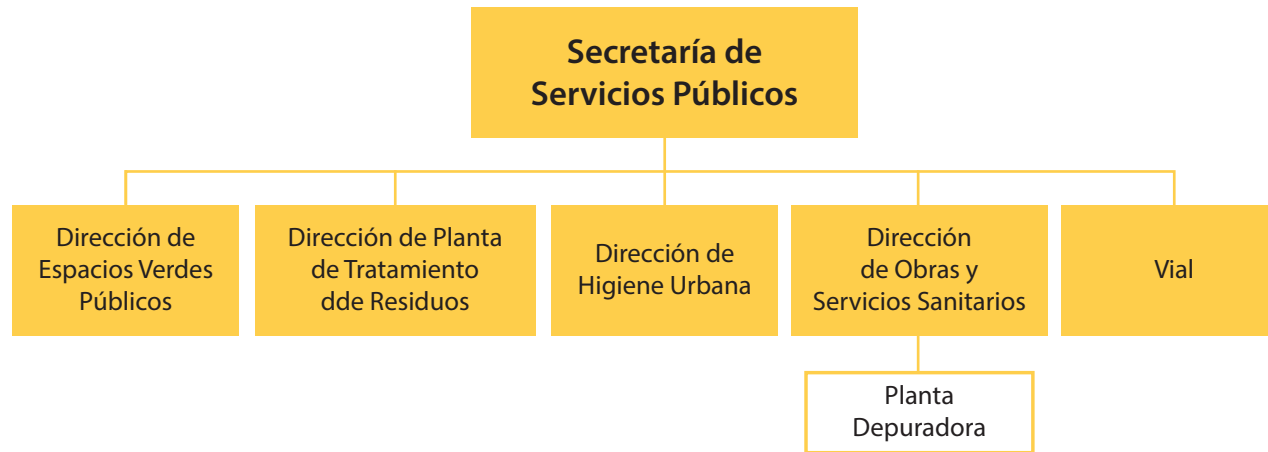 Secretaría de
Servicios Públicos
Dirección de
Espacios Verdes
Públicos
Dirección de Planta
de Tratamiento
dde Residuos
Dirección de
Higiene Urbana
Dirección
de Obras y
Servicios Sanitarios
Vial
Planta
Depuradora